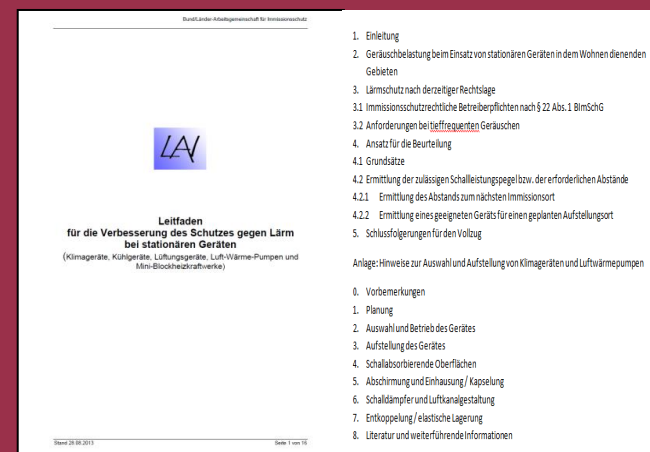 Bund/Länder-Arbeitsgemeinschaft für Immissionsschutz
LAI
Leitfaden
für die Verbesserung des Schutzes gegen Lärm
bei stationären Geräten
(Klimageräte, Kühlgeräte, Lüftungsgeräte, Luft-Wärme-Pumpen und
Mini-Blockheizkraftwerke)
Stand 28.08.2013 Seite 1 von 16
1. Einleitung
2. Geräuschbelastung beim Einsatz von stationären Geräten in dem Wohnen dienenden
Gebieten
3. Lärmschutz nach derzeitiger Rechtslage
3.1 Immissionsschutzrechtliche Betreiberpflichten nach § 22 Abs. 1 BImSchG
3.2 Anforderungen bei tieffrequenten Geräuschen
4. Ansatz für die Beurteilung
4.1 Grundsätze
4.2 Ermittlung der zulässigen Schallleistungspegel bzw. der erforderlichen Abstände
4.2.1 Ermittlung des Abstands zum nächsten Immissionsort
4.2.2 Ermittlung eines geeigneten Geräts für einen geplanten Aufstellungsort
5. Schlussfolgerungen für den Vollzug
Anlage: Hinweise zur Auswahl und Aufstellung von Klimageräten und Luftwärmepumpen
0. Vorbemerkungen
1. Planung
2. Auswahl und Betrieb des Gerätes
3. Aufstellung des Gerätes
4. Schallabsorbierende Oberflächen
5. Abschirmung und Einhausung / Kapselung
6. Schalldämpfer und Luftkanalgestaltung
7. Entkoppelung / elastische Lagerung
8. Literatur und weiterführende Informationen